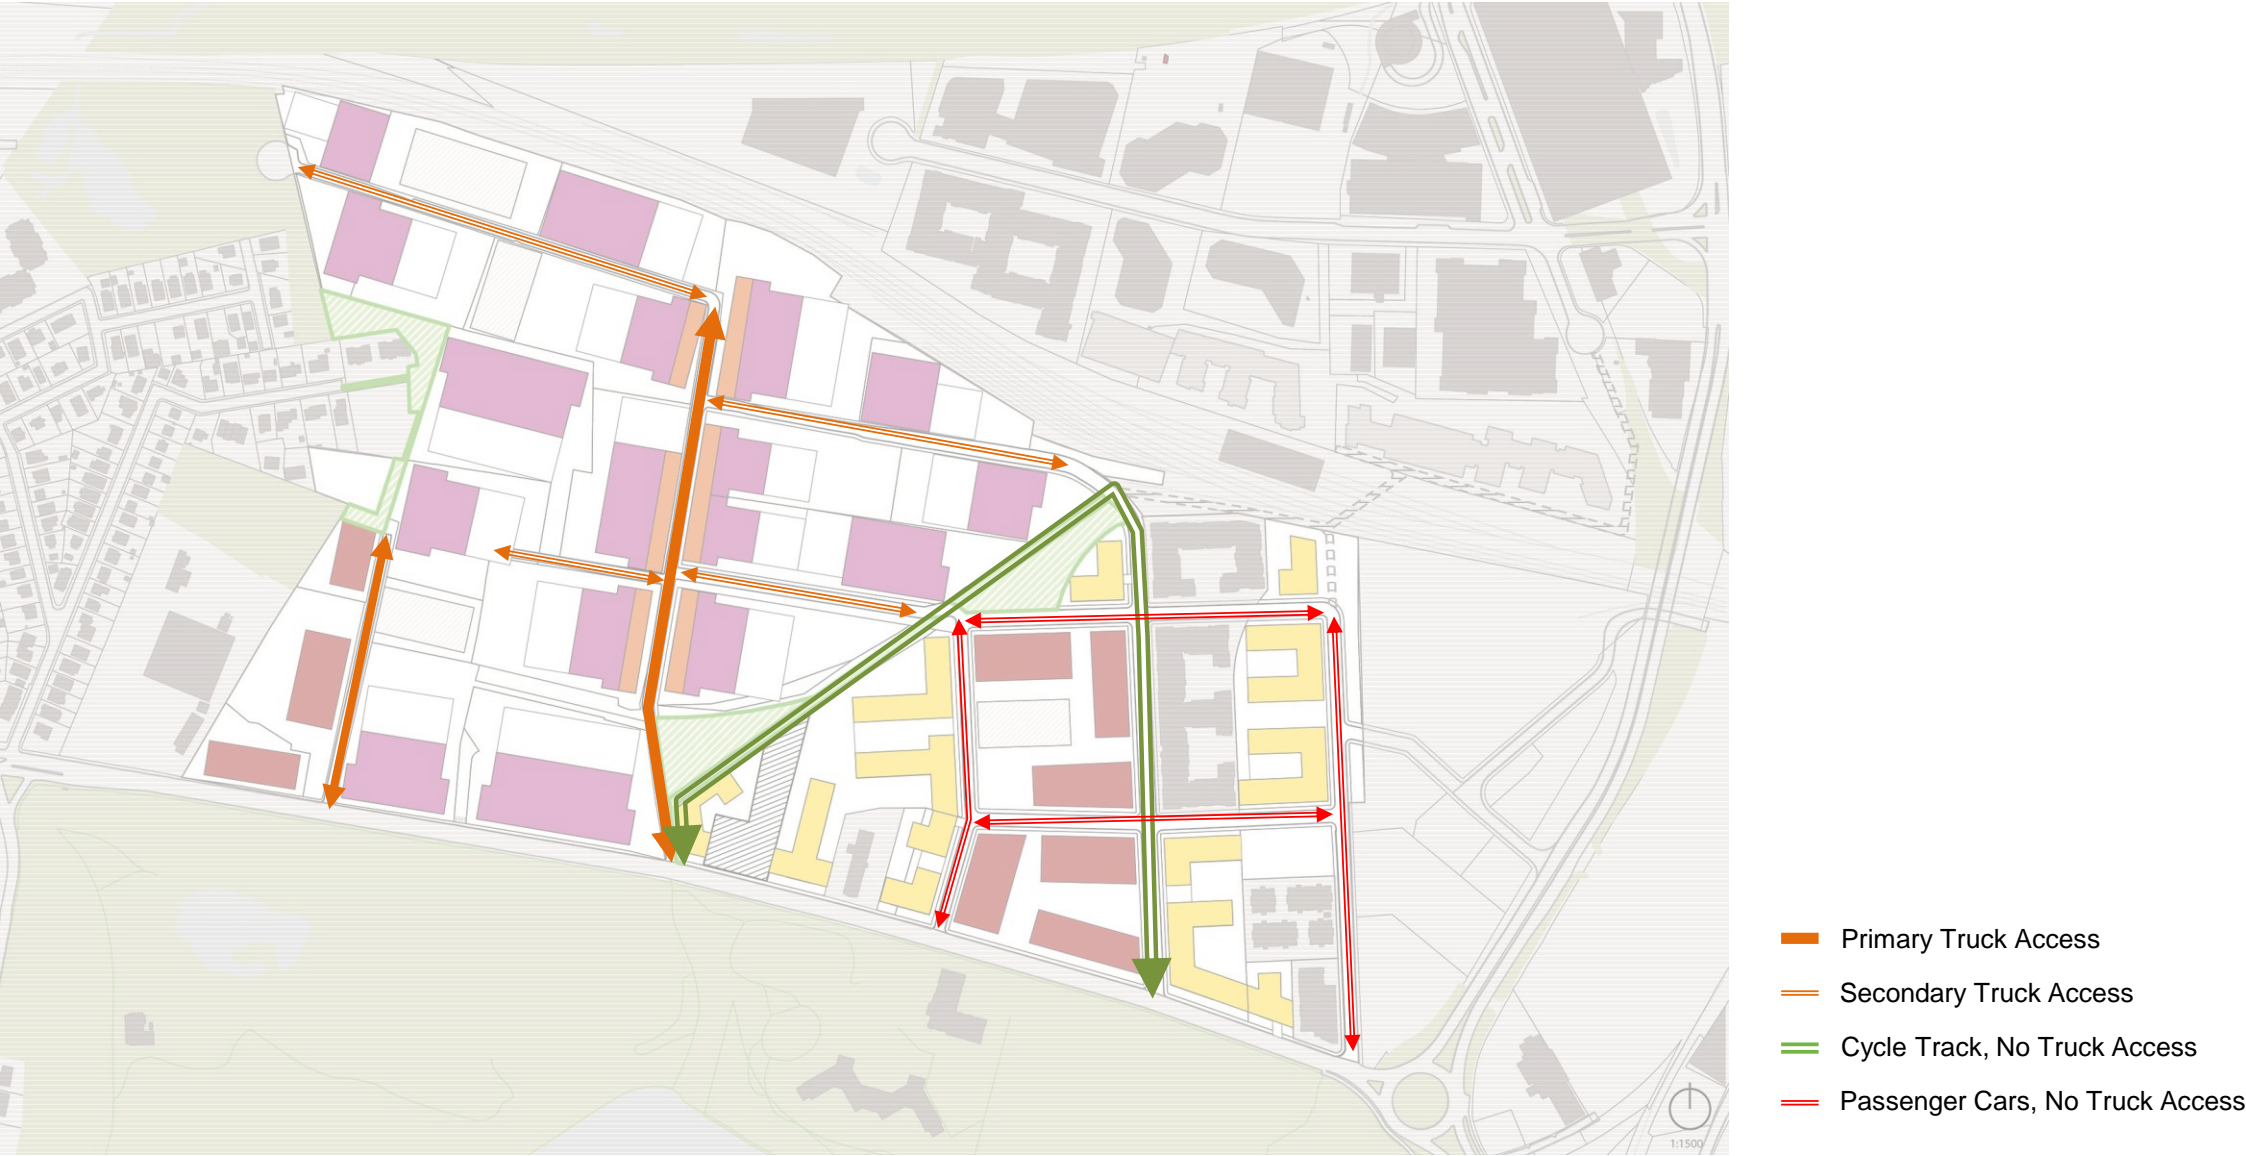 Primary Truck Access
Secondary Truck Access
Cycle Track, No Truck Access
Passenger Cars, No Truck Access
1:1500